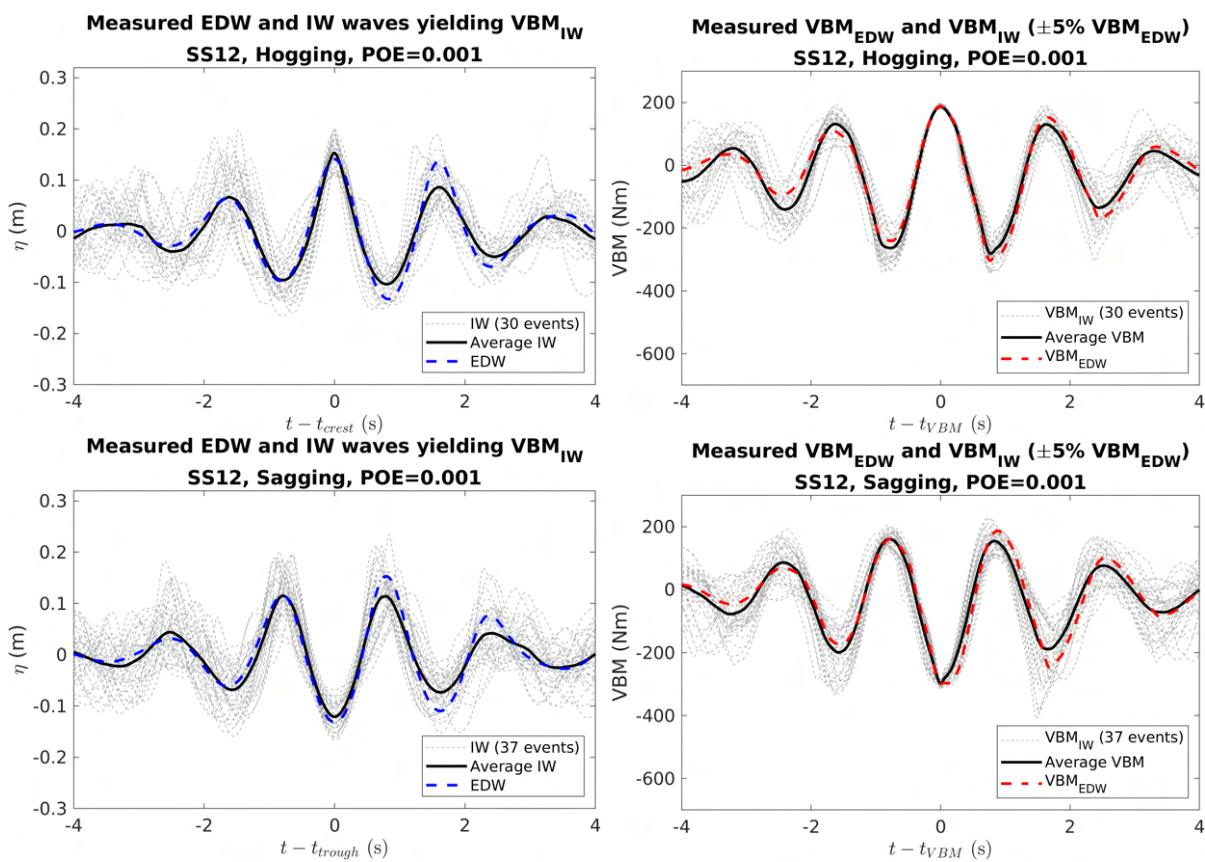 Measured EDW and IW waves yielding VBM_IW
SS12, Hogging, POE=0.001
0.3
0.2
0.1
0
-0.1
-0.2
-0.3
η (m)
IW (30 events)
Average IW
EDW
-4 -2 0 2 4
t − t_crest (s)
Measured VBM_EDW and VBM_IW (±5% VBM_EDW)
SS12, Hogging, POE=0.001
200
0
-200
-400
-600
VBM (Nm)
VBM_IW (30 events)
Average VBM
VBM_EDW
-4 -2 0 2 4
t − t_VBM (s)
Measured EDW and IW waves yielding VBM_IW
SS12, Sagging, POE=0.001
0.3
0.2
0.1
0
-0.1
-0.2
-0.3
η (m)
IW (37 events)
Average IW
EDW
-4 -2 0 2 4
t − t_trough (s)
Measured VBM_EDW and VBM_IW (±5% VBM_EDW)
SS12, Sagging, POE=0.001
200
0
-200
-400
-600
VBM (Nm)
VBM_IW (37 events)
Average VBM
VBM_EDW
-4 -2 0 2 4
t − t_VBM (s)